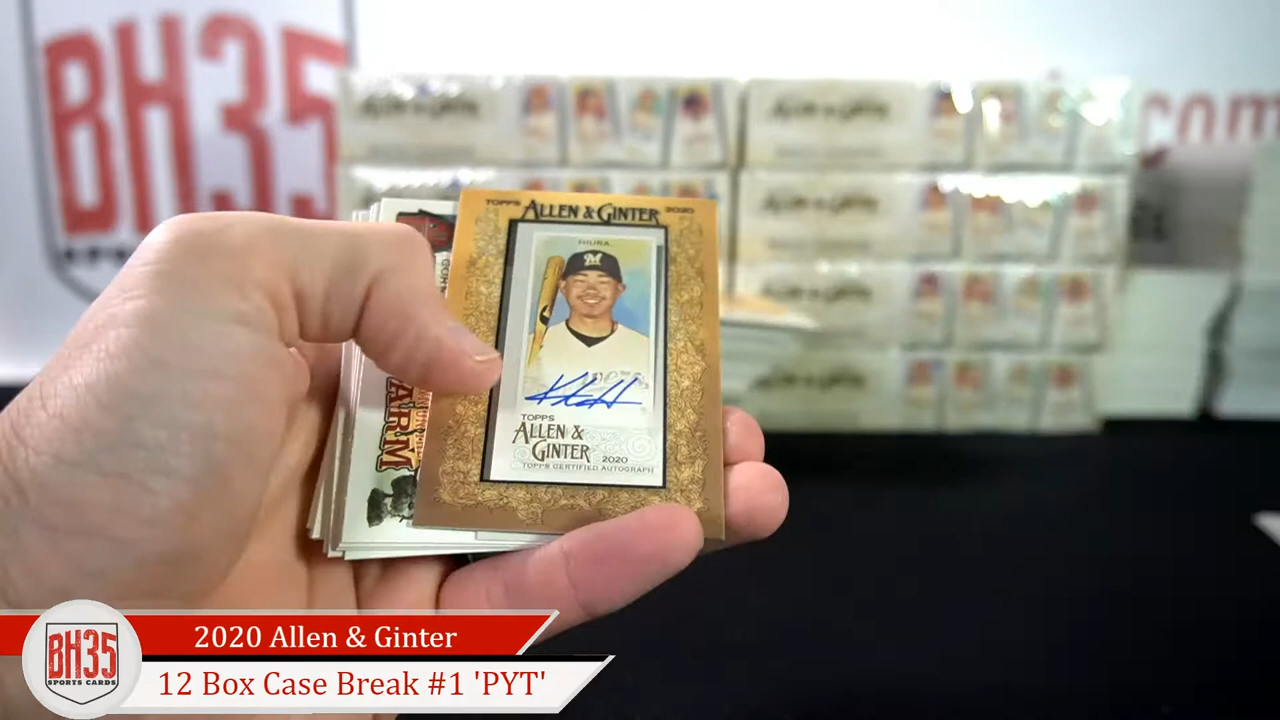 BH35
.com
TOPPS ALLEN & GINTER 2020
HIURA
TOPPS
ALLEN &
GINTER 2020
TOPPS CERTIFIED AUTOGRAPH
ARM
BH35
SPORTS CARDS
2020 Allen & Ginter
12 Box Case Break #1 'PYT'